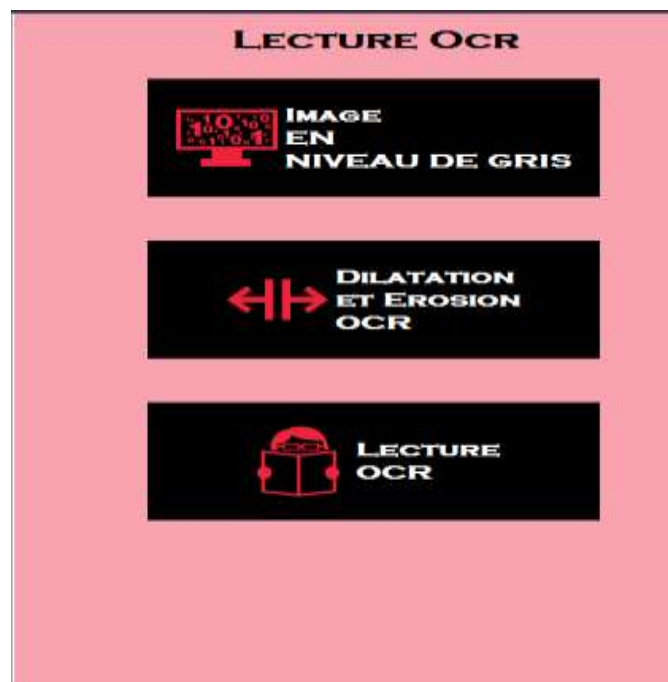 Lecture Ocr
Image
en
niveau de gris
Dilatation
et Erosion
OCR
Lecture
OCR